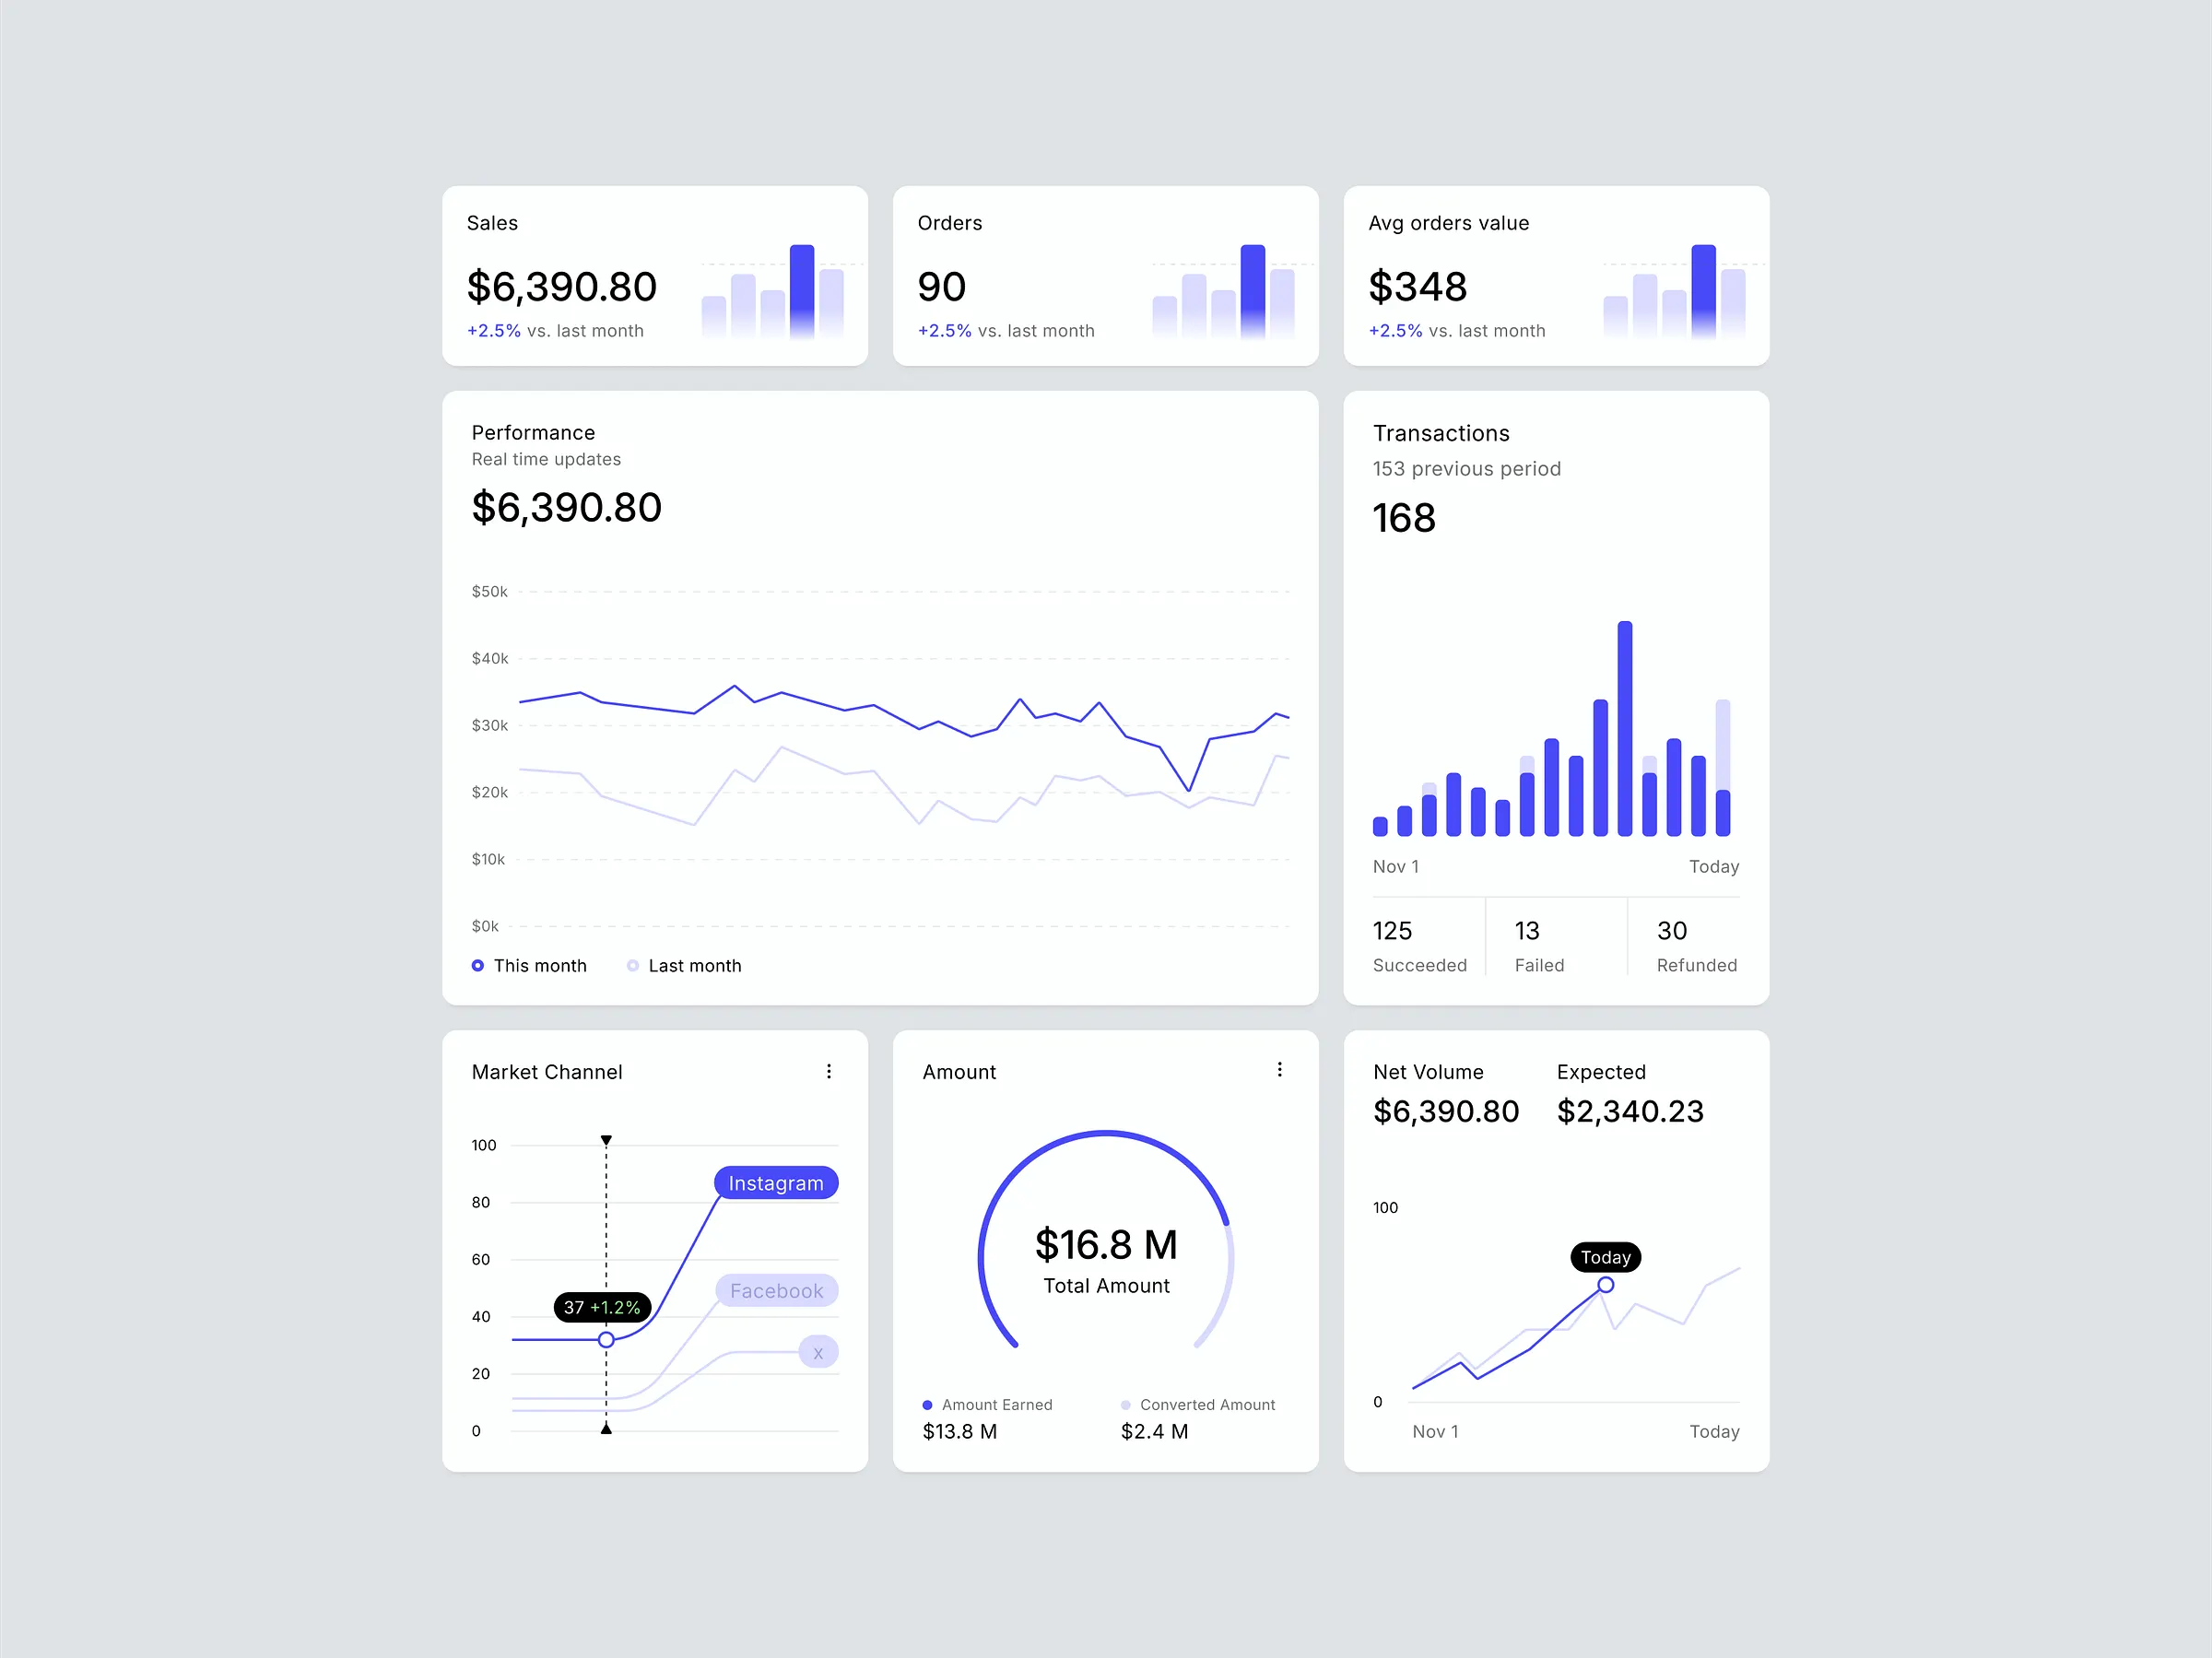 Sales
$6,390.80
+2.5% vs. last month
Orders
90
+2.5% vs. last month
Avg orders value
$348
+2.5% vs. last month
Performance
Real time updates
$6,390.80
$50k
$40k
$30k
$20k
$10k
$0k
This month
Last month
Transactions
153 previous period
168
Nov 1
Today
125
Succeeded
13
Failed
30
Refunded
Market Channel
100
80
60
40
20
0
Instagram
Facebook
37 +1.2%
x
Amount
$16.8 M
Total Amount
Amount Earned
$13.8 M
Converted Amount
$2.4 M
Net Volume
$6,390.80
Expected
$2,340.23
100
Today
0
Nov 1
Today